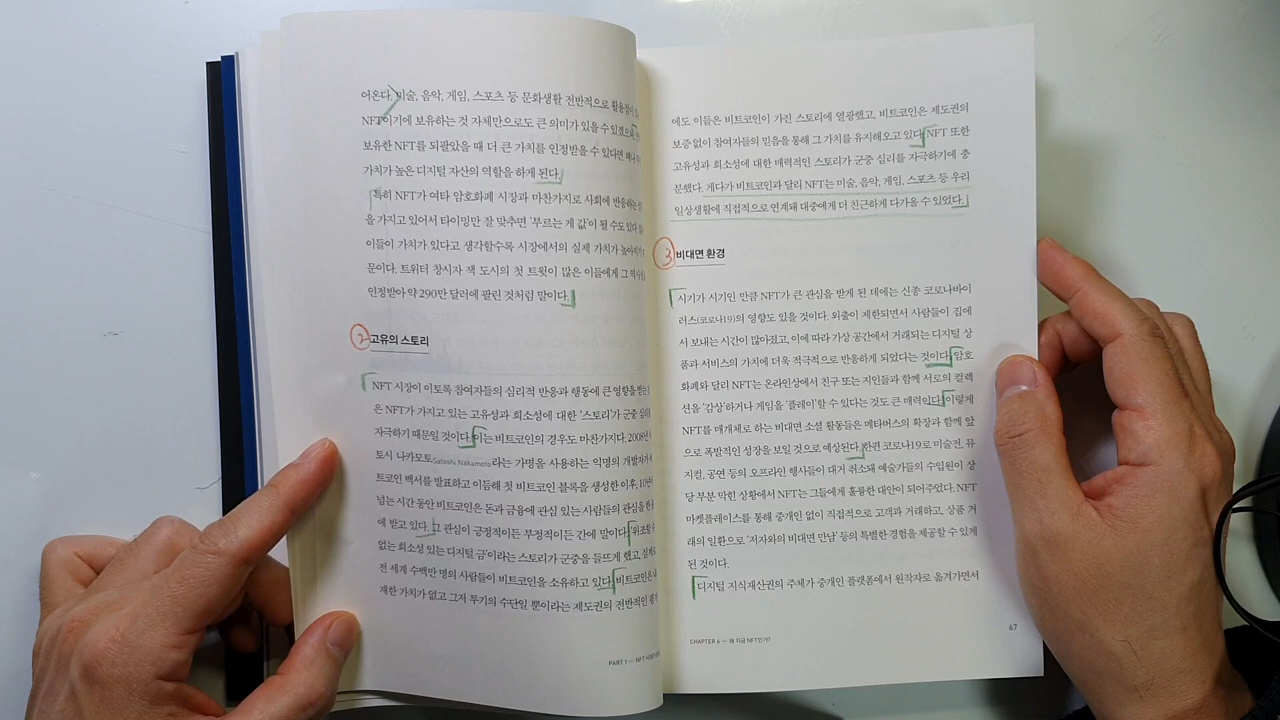 어온다. 미술, 음악, 게임, 스포츠 등 문화생활 전반적으로
NFT이기에 보유하는 것 자체만으로도 큰 의미가 있을 수 있겠으며
보유한 NFT를 되팔았을 때 더 큰 가치를 인정받을 수 있다면
가치가 높은 디지털 자산의 역할을 하게 된다.
특히 NFT가 여타 암호화폐 시장과 마찬가지로 사회에 반응하는
을 가지고 있어서 타이밍만 잘 맞추면 '부르는 게 값'이 될 수도 있다.
이들이 가치가 있다고 생각할수록 시장에서의 실제 가치가
문이다. 트위터 창시자 잭 도시의 첫 트윗이 많은 이들에게 그
인정받아 약 290만 달러에 팔린 것처럼 말이다.
2 고유의 스토리
NFT 시장이 이토록 참여자들의 심리적 반응과 행동에 큰 영향을 받는
은 NFT가 가지고 있는 고유성과 희소성에 대한 '스토리'가 군중
자극하기 때문일 것이다. 이는 비트코인의 경우도 마찬가지다. 2008년
토시 나카모토Satoshi Nakamoto라는 가명을 사용하는 익명의 개발자가
트코인 백서를 발표하고 이듬해 첫 비트코인 블록을 생성한 이후, 10년이
넘는 시간 동안 비트코인은 돈과 금융에 관심 있는 사람들의 관심을
에 받고 있다. 그 관심이 긍정적이든 부정적이든 간에 말이다. '위조할 수
없는 희소성 있는 디지털 금'이라는 스토리가 군중을 들뜨게 했고,
전 세계 수백만 명의 사람들이 비트코인을 소유하고 있다. 비트코인은
재한 가치가 없고 그저 투기의 수단일 뿐이라는 제도권의 전반적인
PART 1 — NFT
에도 이들은 비트코인이 가진 스토리에 열광했고, 비트코인은 제도권의
보증 없이 참여자들의 믿음을 통해 그 가치를 유지해오고 있다. NFT 또한
고유성과 희소성에 대한 매력적인 스토리가 군중 심리를 자극하기에 충
분했다. 게다가 비트코인과 달리 NFT는 미술, 음악, 게임, 스포츠 등 우리
일상생활에 직접적으로 연계돼 대중에게 더 친근하게 다가올 수 있었다.
3 비대면 환경
시기가 시기인 만큼 NFT가 큰 관심을 받게 된 데에는 신종 코로나바이
러스(코로나19)의 영향도 있을 것이다. 외출이 제한되면서 사람들이 집에
서 보내는 시간이 많아졌고, 이에 따라 가상 공간에서 거래되는 디지털 상
품과 서비스의 가치에 더욱 적극적으로 반응하게 되었다는 것이다. 암호
화폐와 달리 NFT는 온라인상에서 친구 또는 지인들과 함께 서로의 컬렉
션을 '감상'하거나 게임을 '플레이'할 수 있다는 것도 큰 매력인다. 이렇게
NFT를 매개체로 하는 비대면 소셜 활동들은 메타버스의 확장과 함께 앞
으로 폭발적인 성장을 보일 것으로 예상된다. 한편 코로나19로 미술전, 뮤
지컬, 공연 등의 오프라인 행사들이 대거 취소돼 예술가들의 수입원이 상
당 부분 막힌 상황에서 NFT는 그들에게 훌륭한 대안이 되어주었다. NFT
마켓플레이스를 통해 중개인 없이 직접적으로 고객과 거래하고, 상품 거
래의 일환으로 '저자와의 비대면 만남' 등의 특별한 경험을 제공할 수 있게
된 것이다.
디지털 지식재산권의 주체가 중개인 플랫폼에서 원작자로 옮겨가면서
CHAPTER 4 — 왜 지금 NFT인가?
67